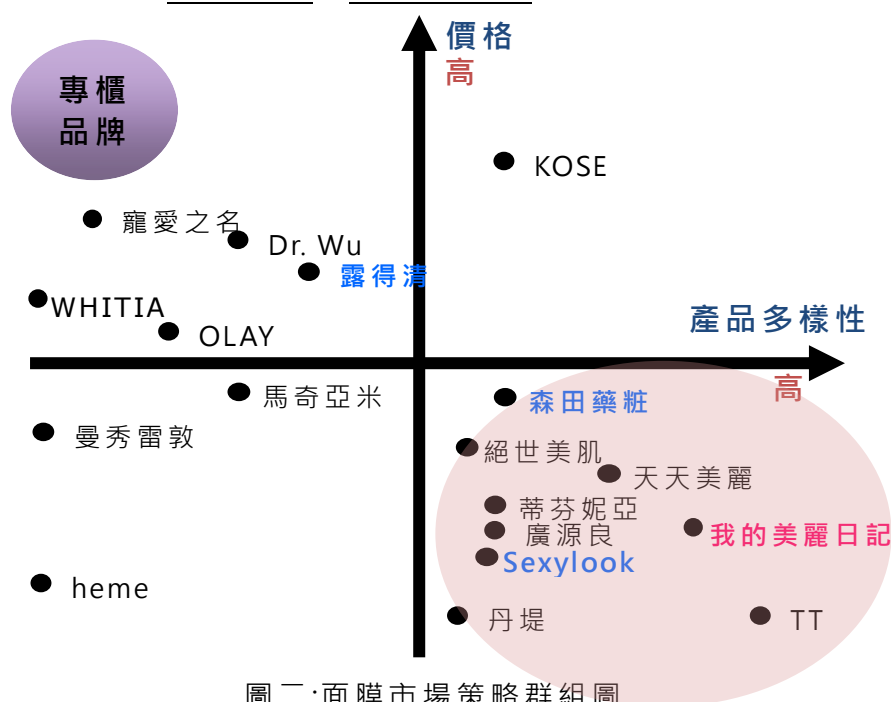 價格
高
專櫃
品牌
KOSE
寵愛之名
Dr. Wu
露得清
WHITIA
產品多樣性
OLAY
高
馬奇亞米
森田藥粧
曼秀雷敦
絕世美肌
天天美麗
蒂芬妮亞
廣源良
我的美麗日記
Sexylook
heme
丹堤
TT
面膜市場策略群組圖